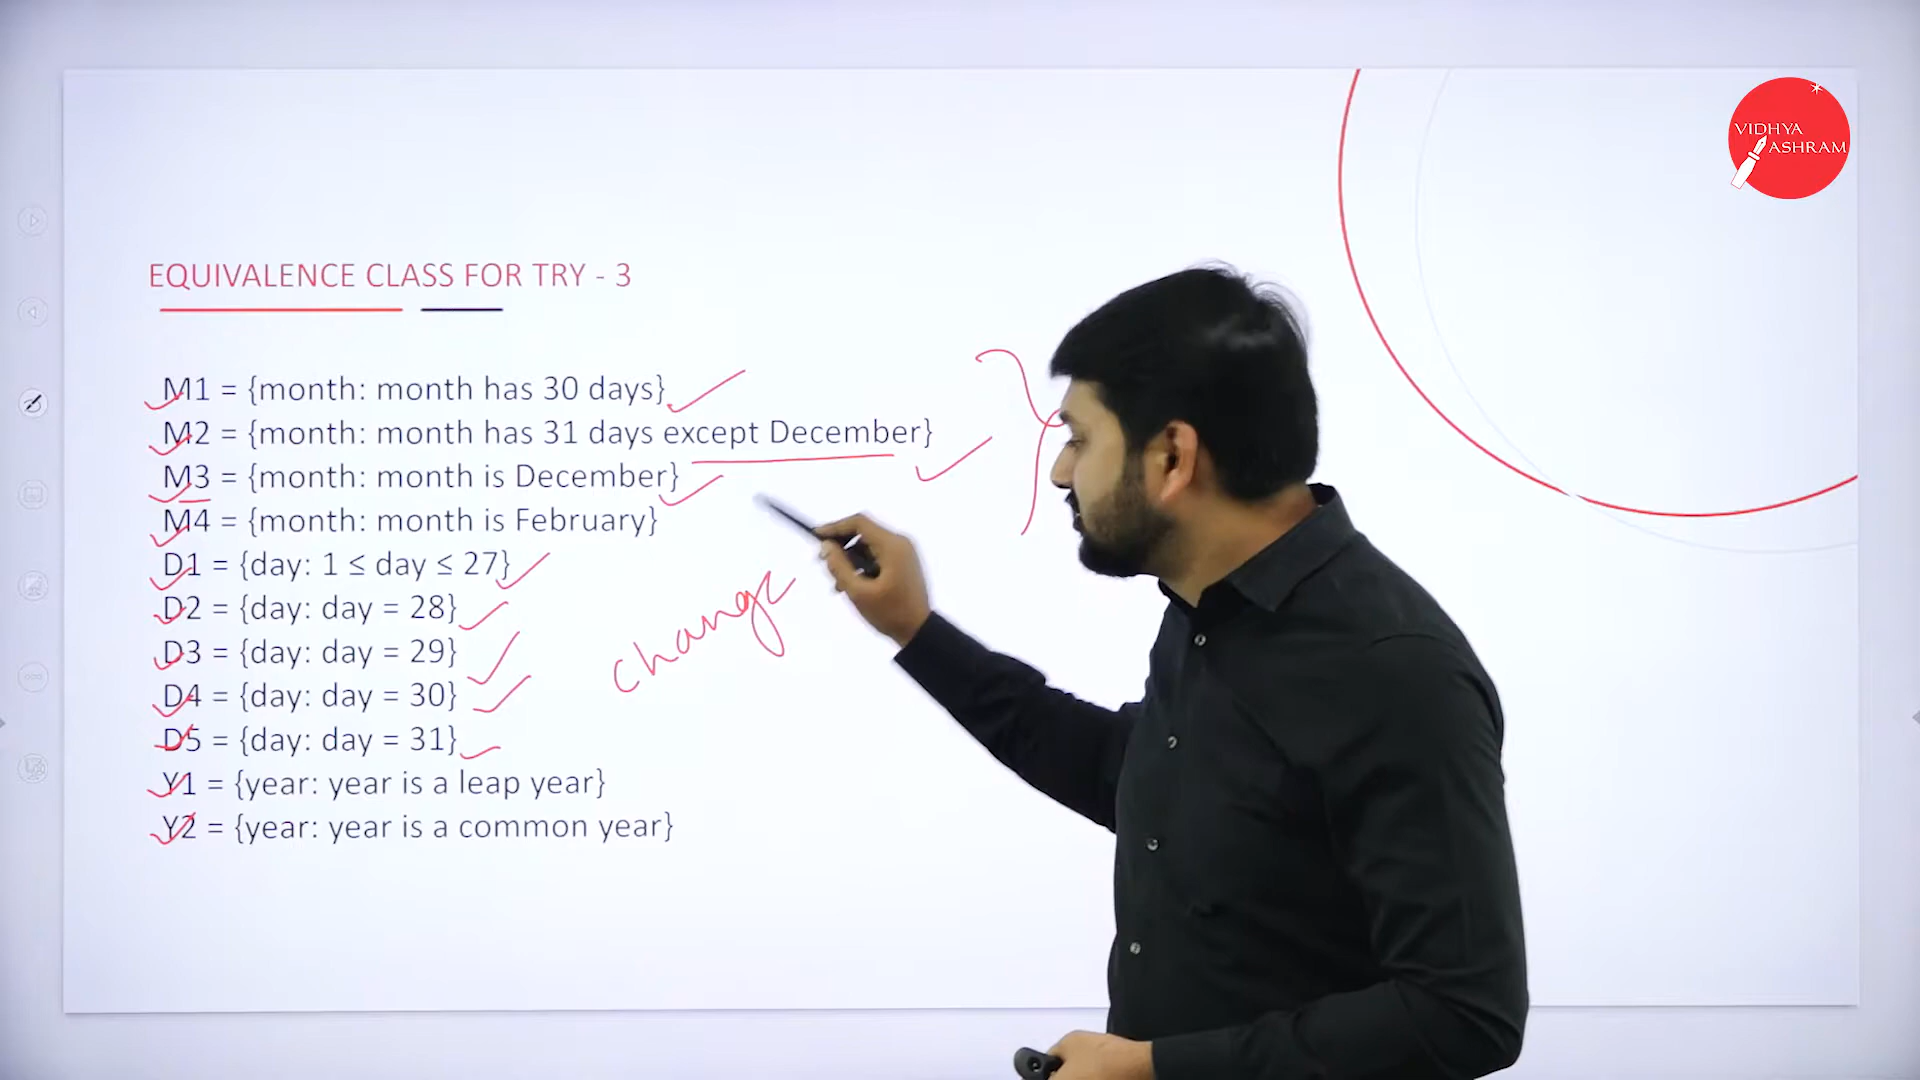 VIDHYA
ASHRAM
EQUIVALENCE CLASS FOR TRY - 3
M1 = {month: month has 30 days}
M2 = {month: month has 31 days except December}
M3 = {month: month is December}
M4 = {month: month is February}
D1 = {day: 1 ≤ day ≤ 27}
D2 = {day: day = 28}
D3 = {day: day = 29}
D4 = {day: day = 30}
D5 = {day: day = 31}
change
Y1 = {year: year is a leap year}
Y2 = {year: year is a common year}